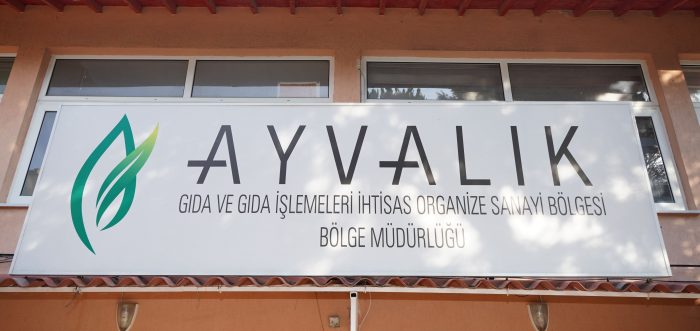 AYVALIK
GIDA VE GIDA İŞLEMELERİ İHTİSAS ORGANİZE SANAYİ BÖLGESİ
BÖLGE MÜDÜRLÜĞÜ